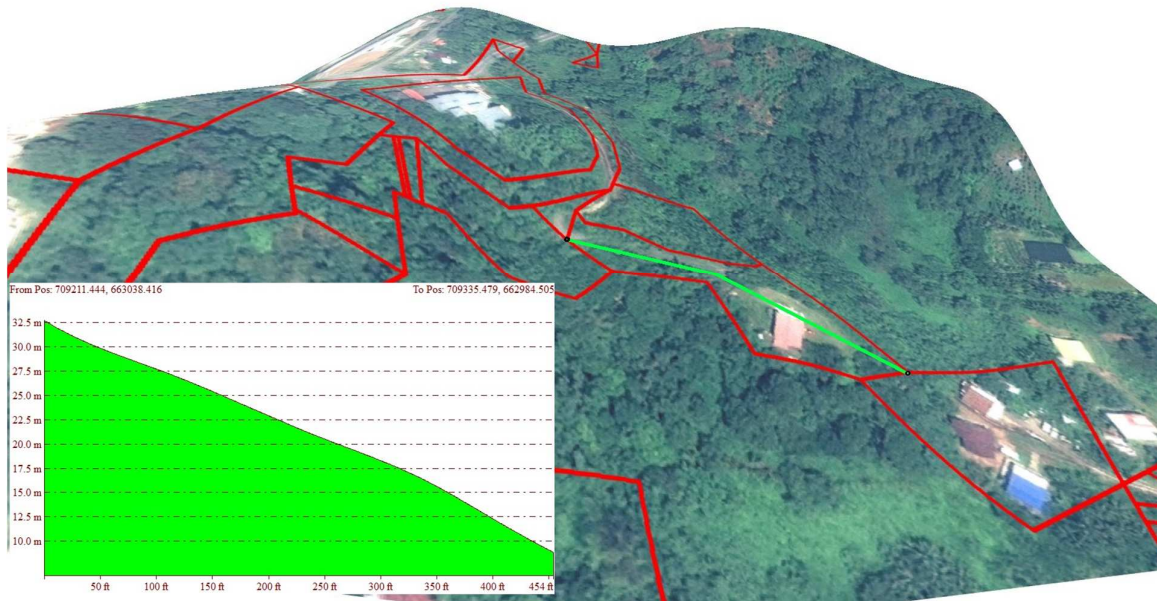 From Pos: 709211.444, 663038.416 To Pos: 709335.479, 662984.505
32.5 m
30.0 m
27.5 m
25.0 m
22.5 m
20.0 m
17.5 m
15.0 m
12.5 m
10.0 m
50 ft 100 ft 150 ft 200 ft 250 ft 300 ft 350 ft 400 ft 454 ft